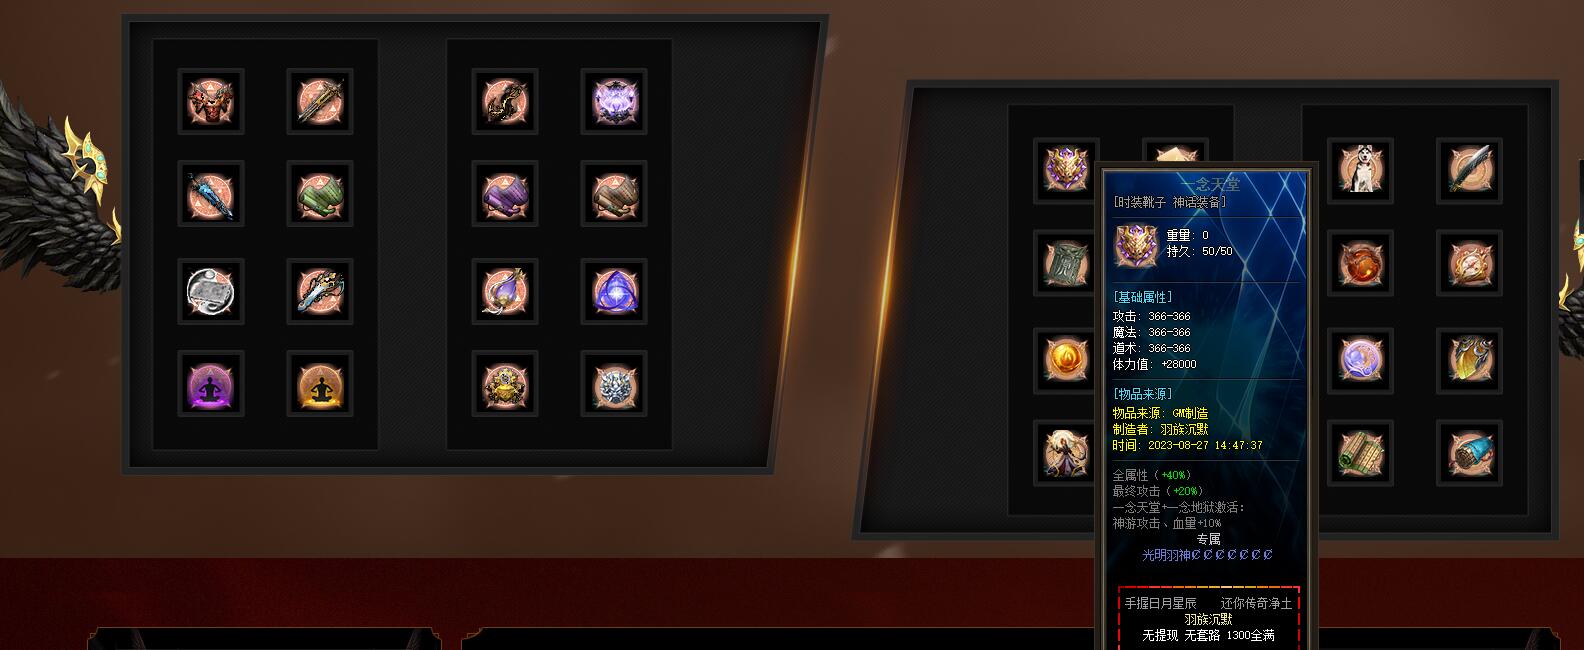 一念天堂
[时装靴子 神话装备]
重量: 0
持久: 50/50
[基础属性]
攻击: 366-366
魔法: 366-366
道术: 366-366
体力值: +28000
[物品来源]
物品来源: GM制造
制造者: 羽族沉默
时间: 2023-08-27 14:47:37
全属性 (+40%)
最终攻击 (+20%)
一念天堂+一念地狱激活:
神游攻击、血量+10%
专属
光明羽神
手握日月星辰 还你传奇净土
羽族沉默
无提现 无套路 1300全满